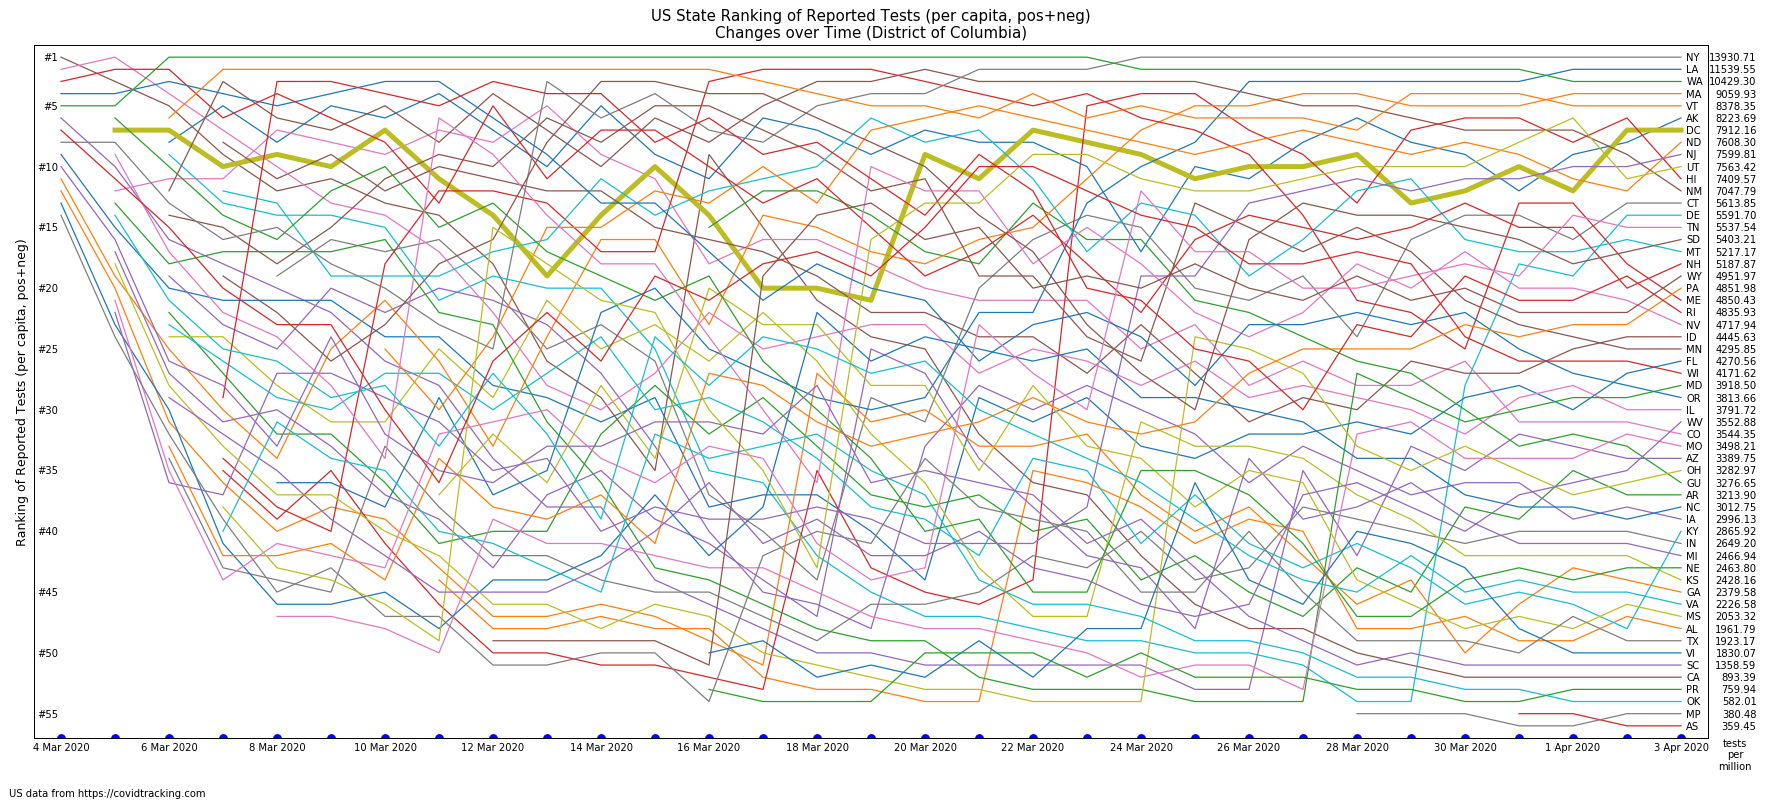 US State Ranking of Reported Tests (per capita, pos+neg)
Changes over Time (District of Columbia)
Ranking of Reported Tests (per capita, pos+neg)
#1
#5
#10
#15
#20
#25
#30
#35
#40
#45
#50
#55
NY 13930.71
LA 11539.55
WA 10429.30
MA 9059.93
VT 8378.35
AK 8223.69
DC 7912.16
ND 7608.30
NJ 7599.81
UT 7563.42
HI 7409.57
NM 7047.79
CT 5613.85
DE 5591.70
TN 5537.54
SD 5403.21
MT 5217.17
NH 5187.87
WY 4951.97
PA 4851.98
ME 4850.43
RI 4835.93
NV 4717.94
ID 4445.63
MN 4295.85
FL 4270.56
WI 4171.62
MD 3918.50
OR 3813.66
IL 3791.72
WV 3552.88
CO 3544.35
MO 3498.21
AZ 3389.75
OH 3282.97
GU 3276.65
AR 3213.90
NC 3012.75
IA 2996.13
KY 2865.92
IN 2649.20
MI 2466.94
NE 2463.80
KS 2428.16
GA 2379.58
VA 2226.58
MS 2053.32
AL 1961.79
TX 1923.17
VI 1830.07
SC 1358.59
CA 893.39
PR 759.94
OK 582.01
MP 380.48
AS 359.45
4 Mar 2020 6 Mar 2020 8 Mar 2020 10 Mar 2020 12 Mar 2020 14 Mar 2020 16 Mar 2020 18 Mar 2020 20 Mar 2020 22 Mar 2020 24 Mar 2020 26 Mar 2020 28 Mar 2020 30 Mar 2020 1 Apr 2020 3 Apr 2020
tests
per
million
US data from https://covidtracking.com